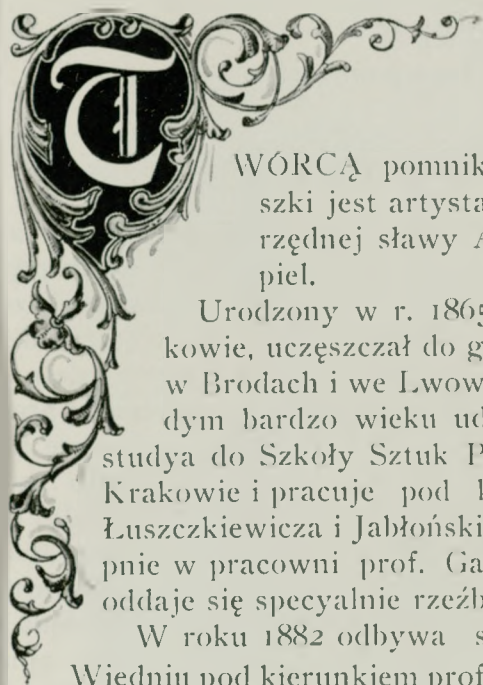 TWÓRCĄ pomnik
szki jest artysta
rzędnej sławy A
piel.
Urodzony w r. 1865
kowie, uczęszczał do g
w Brodach i we Lwow
dym bardzo wieku ud
studya do Szkoły Sztuk P
Krakowie i pracuje pod k
Łuszczkiewicza i Jabłoński
pnie w pracowni prof. Ga
oddaje się specyalnie rzeźb
W roku 1882 odbywa s
Wiedniu pod kierunkiem prof